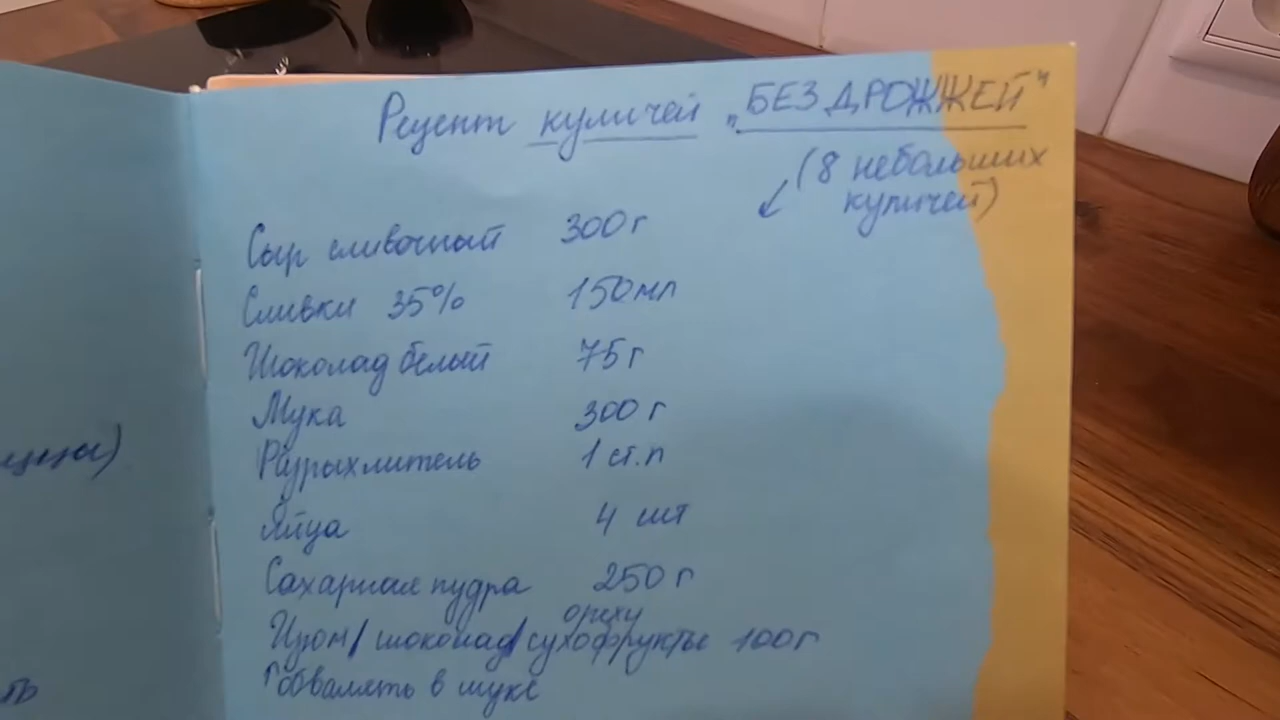 Рецепт куличей „БЕЗ ДРОЖЖЕЙ"
(8 небольших
куличей)
Сыр сливочный 300 г
Сливки 35% 150 мл
Шоколад белый 75 г
Мука 300 г
Разрыхлитель 1 ст.л
Яйца 4 шт
Сахарная пудра 250 г
орехи
Изюм/шоколад/сухофрукты 100 г
обвалять в муке